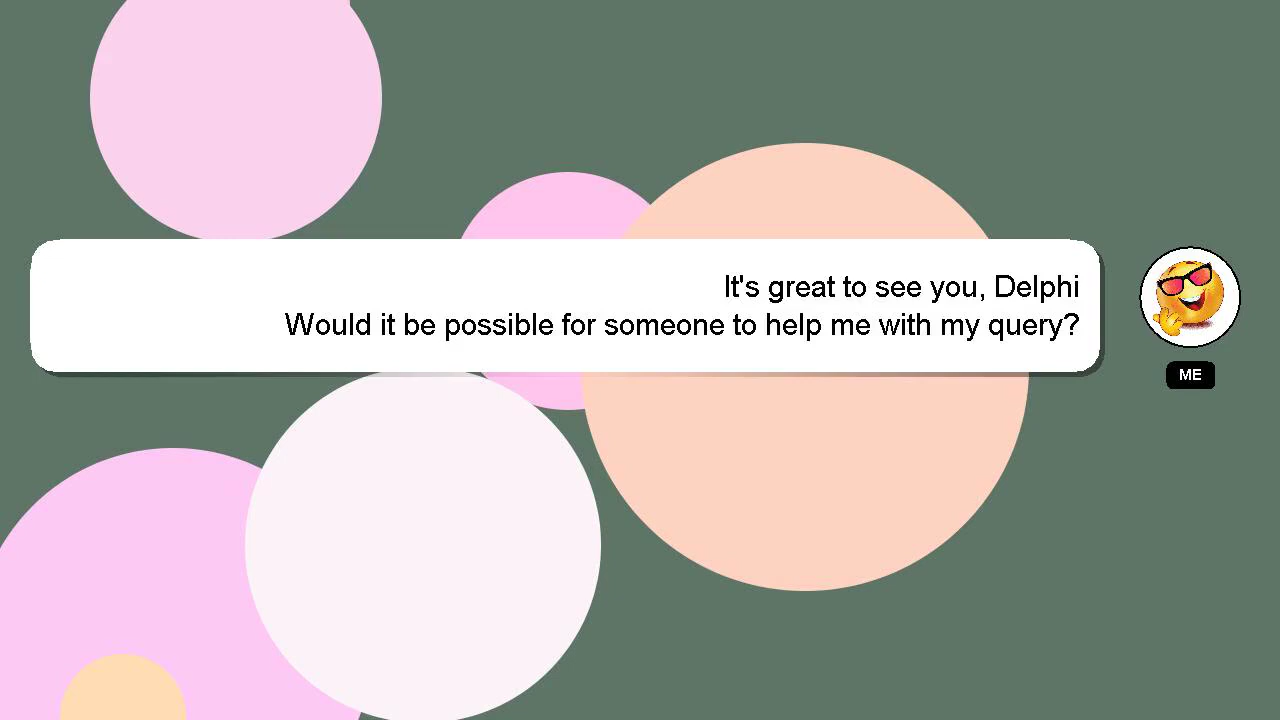 It's great to see you, Delphi
Would it be possible for someone to help me with my query?
ME